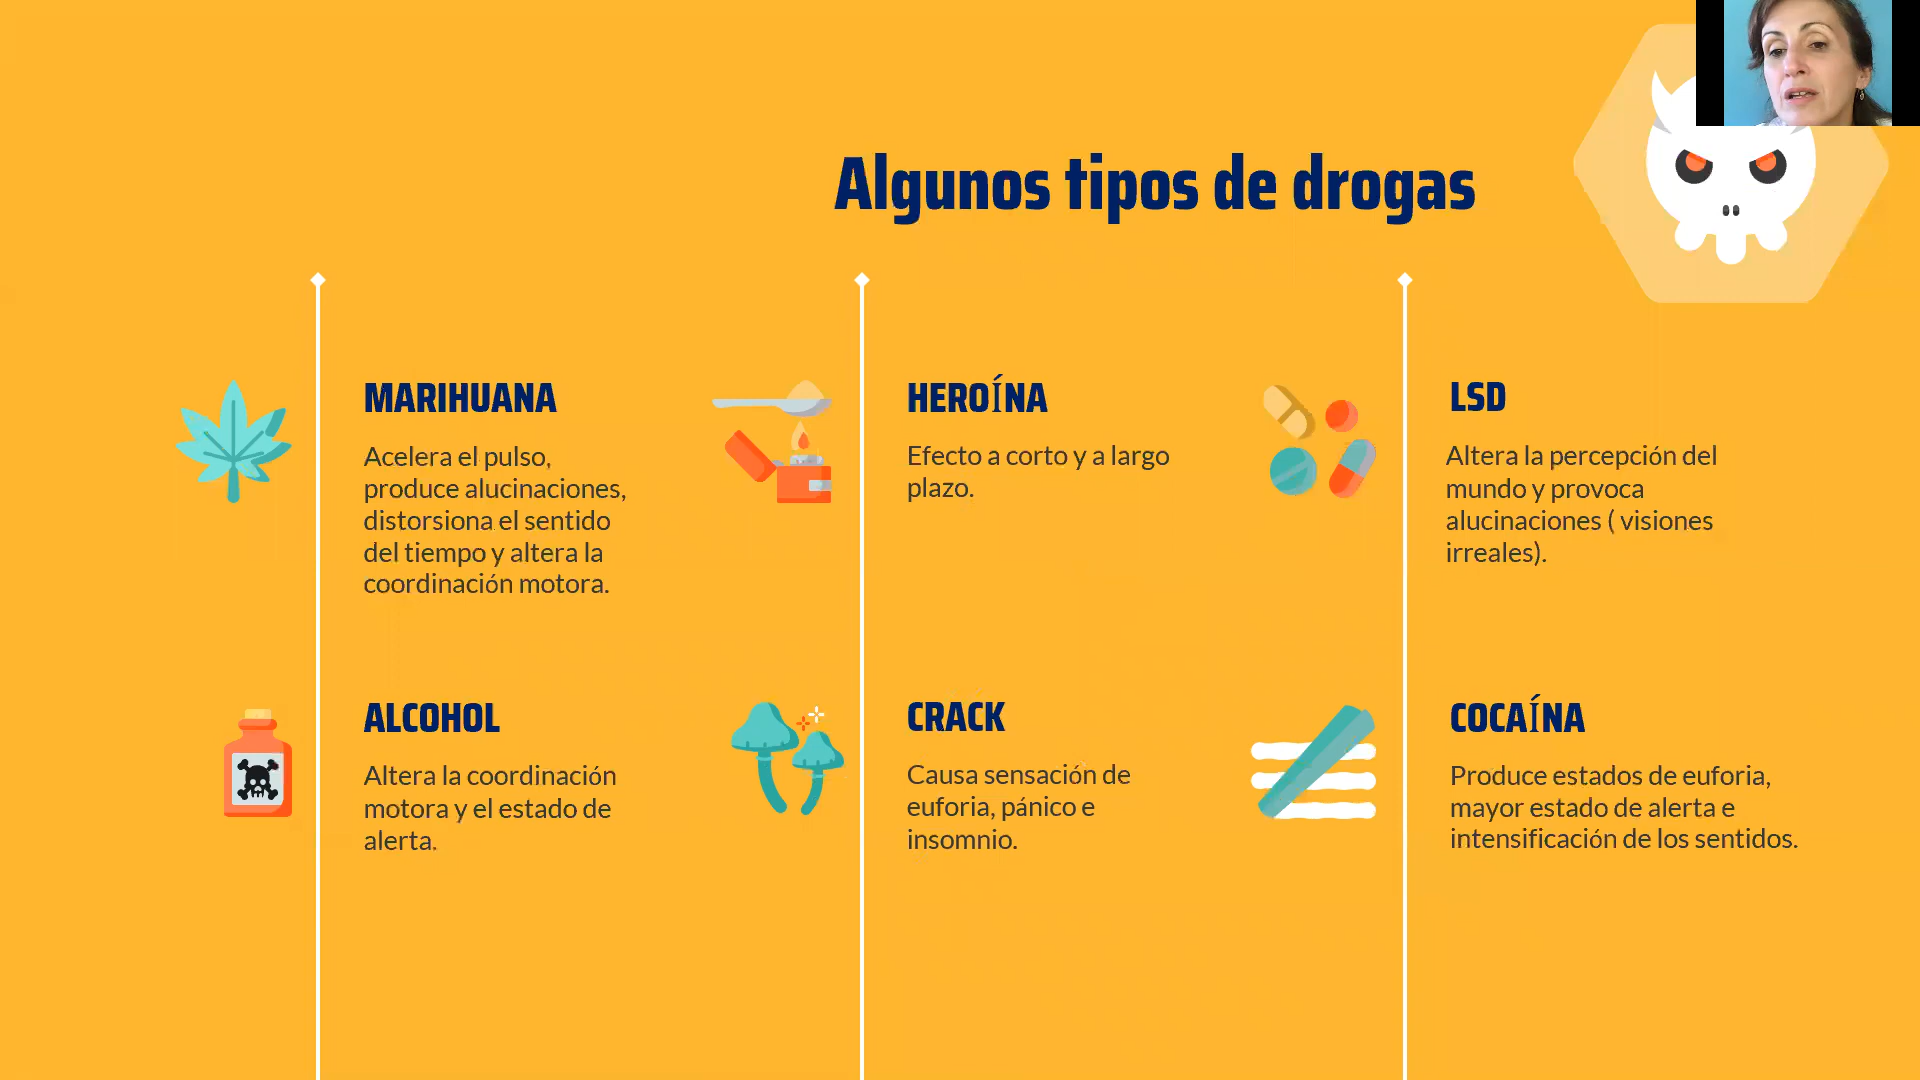 Algunos tipos de drogas
MARIHUANA
Acelera el pulso,
produce alucinaciones,
distorsiona el sentido
del tiempo y altera la
coordinación motora.
HEROÍNA
Efecto a corto y a largo
plazo.
LSD
Altera la percepción del
mundo y provoca
alucinaciones ( visiones
irreales).
ALCOHOL
Altera la coordinación
motora y el estado de
alerta.
CRACK
Causa sensación de
euforia, pánico e
insomnio.
COCAÍNA
Produce estados de euforia,
mayor estado de alerta e
intensificación de los sentidos.